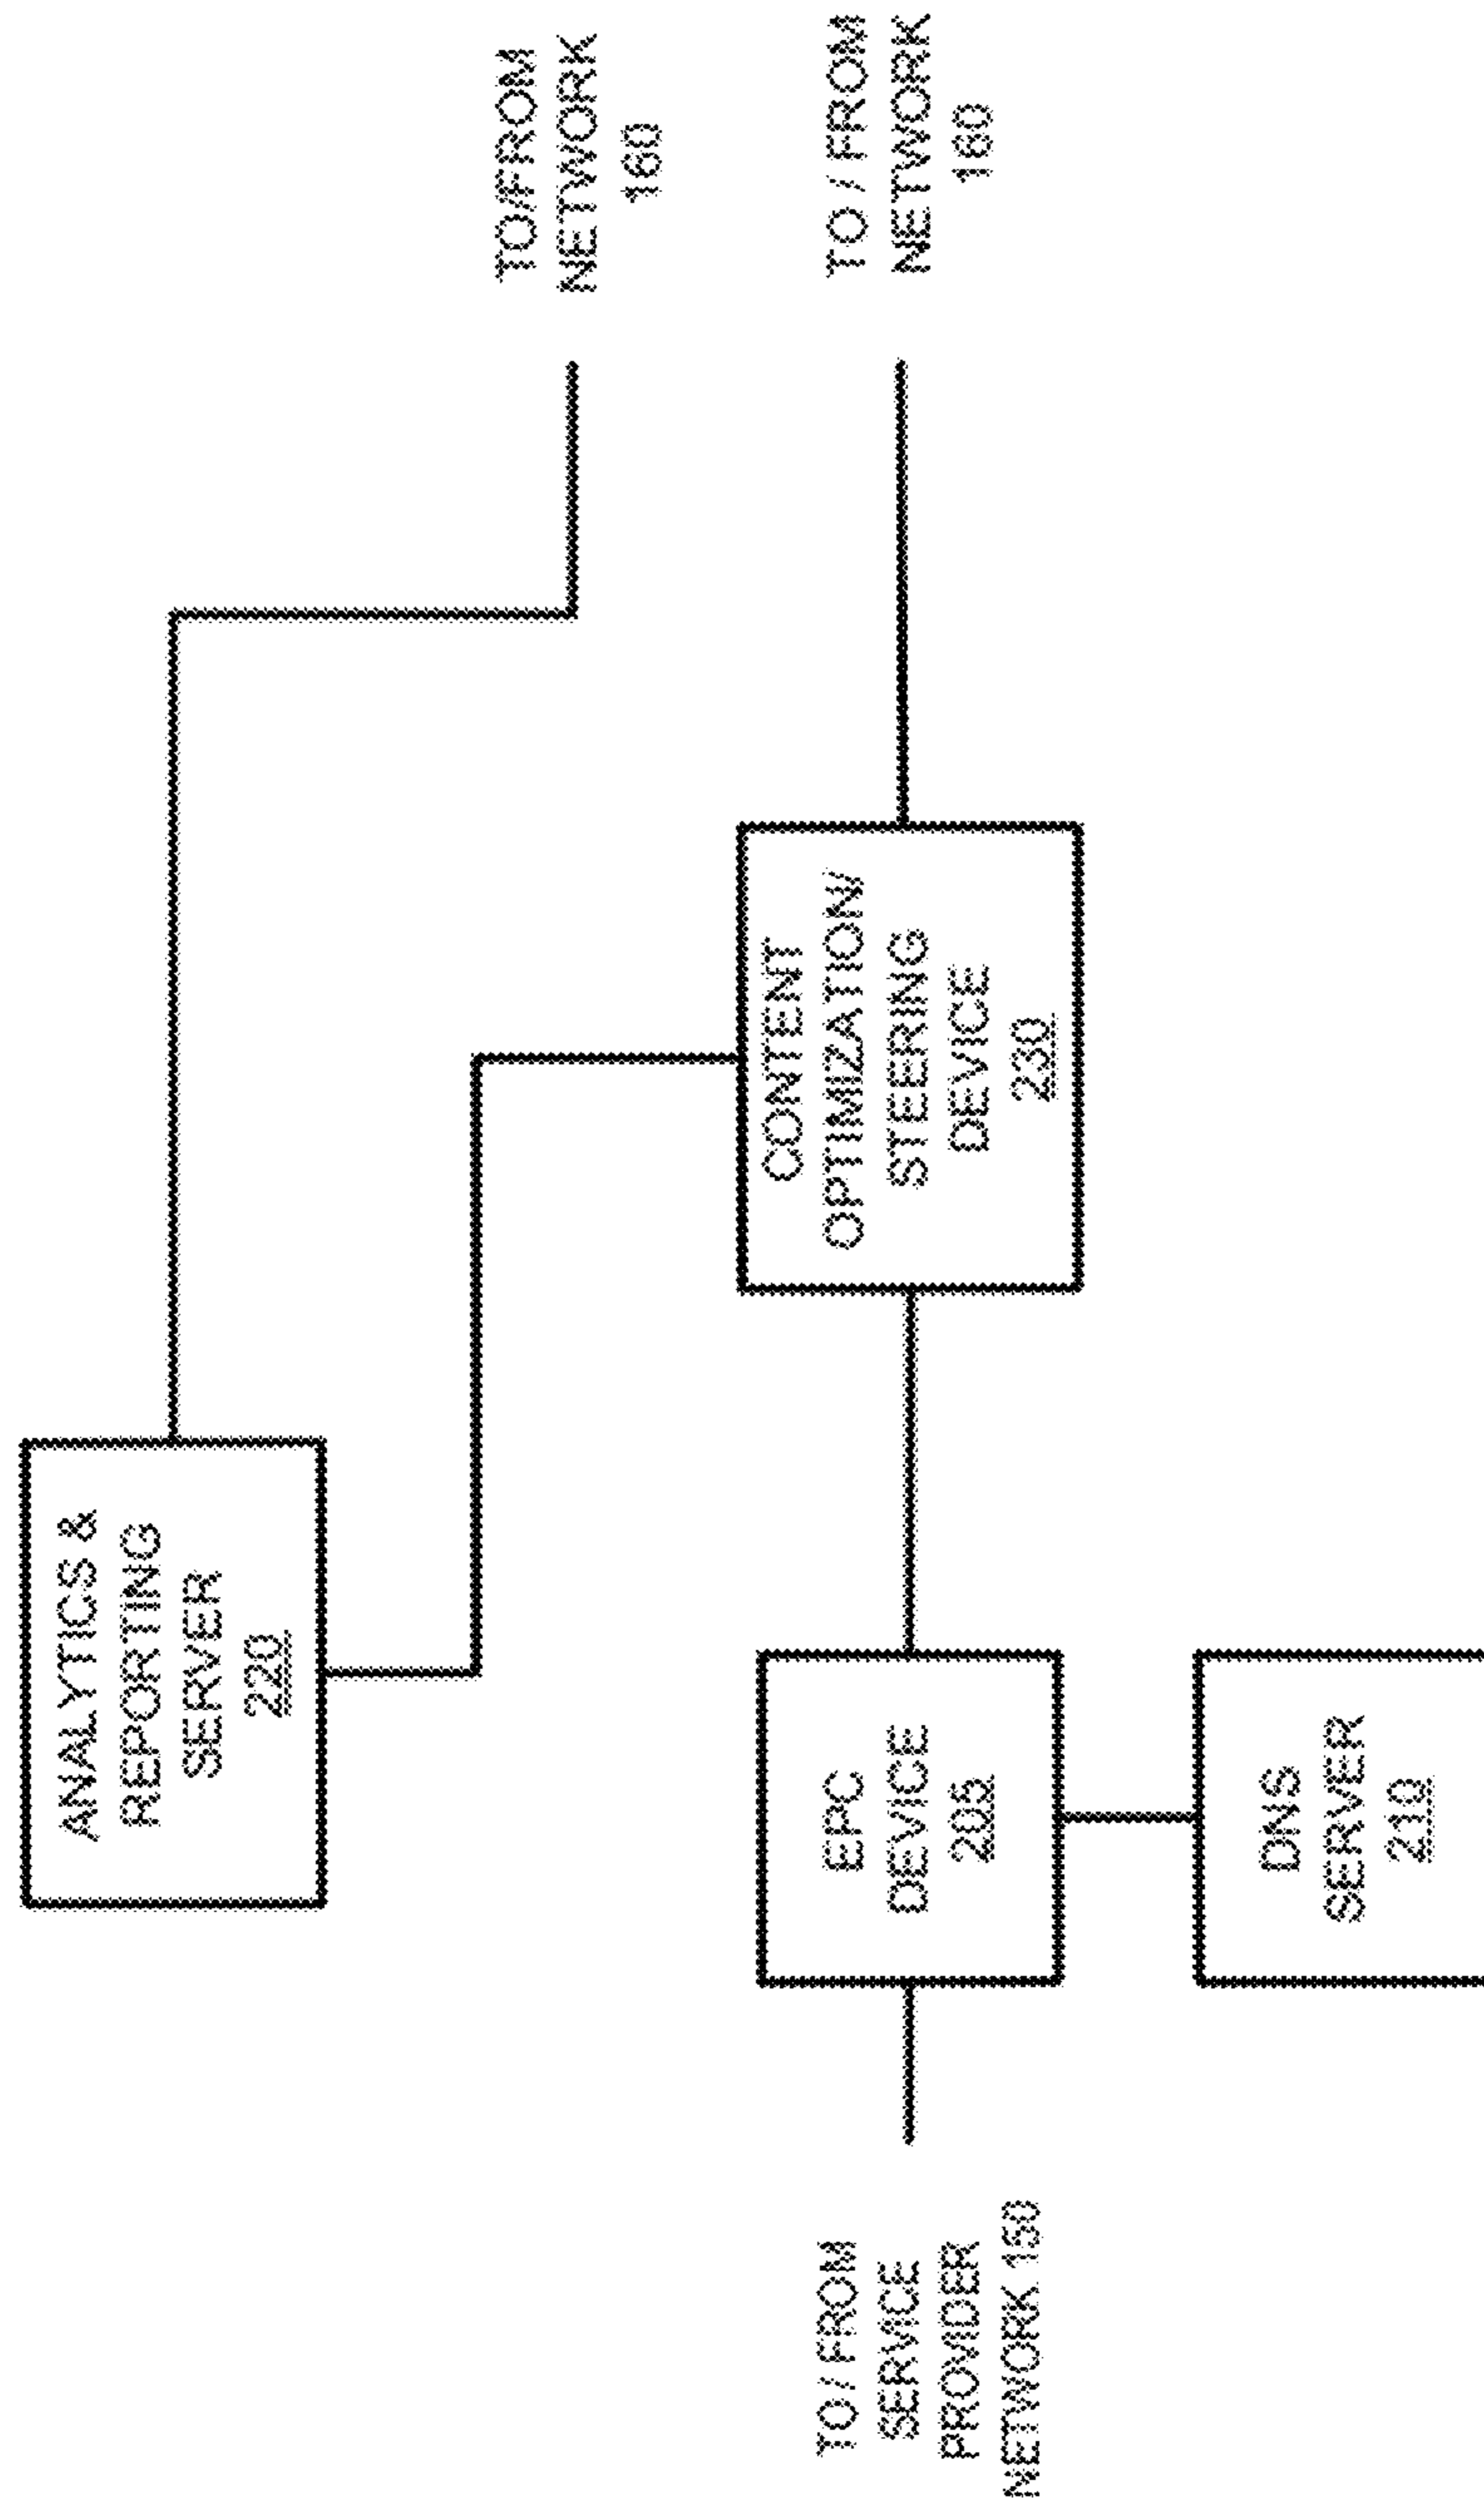 ANALYTICS &
REPORTING
SERVER
220
TO/FROM
NETWORK
160
TO / FROM
SERVICE
PROVIDER
NETWORK 150
EPC
DEVICE
CONTENT
OPTIMIZATION/
STEERING
DEVICE
230
TO / FROM
NETWORK
160
DNS
SERVER
210